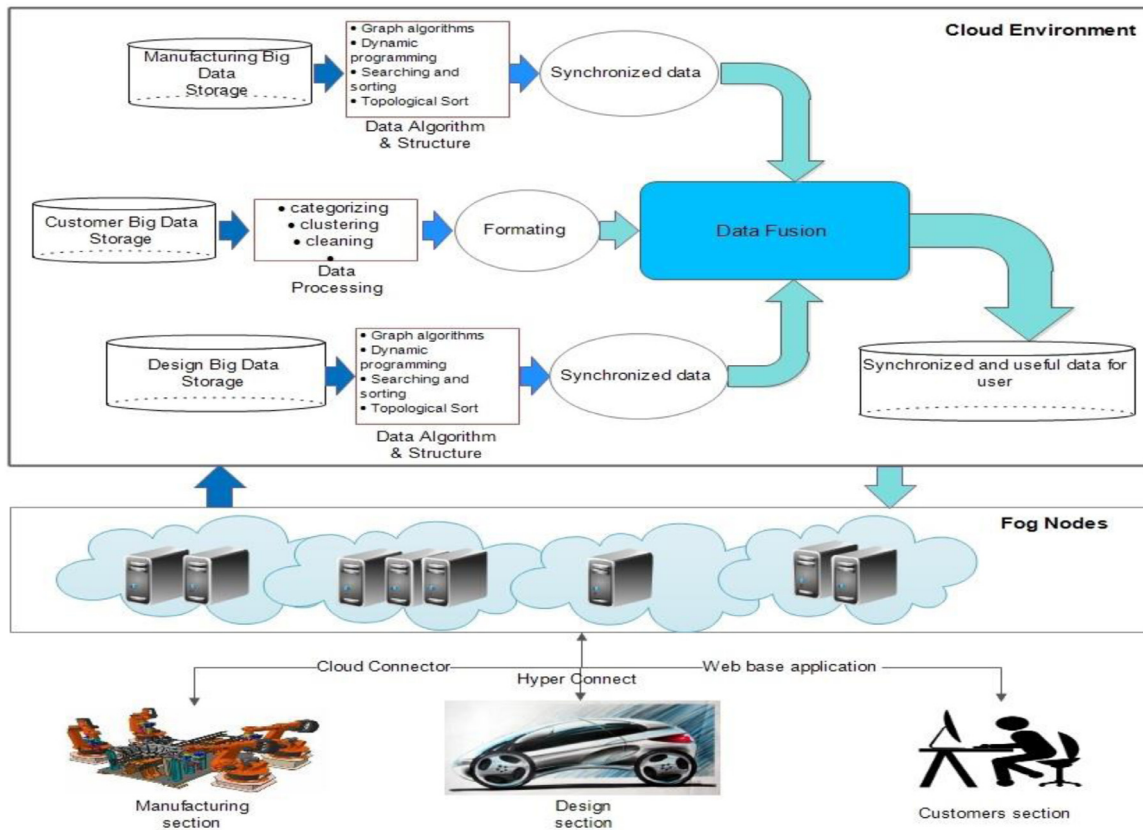 Cloud Environment
Manufacturing Big
Data
Storage
• Graph algorithms
• Dynamic
programming
• Searching and
sorting
• Topological Sort
Data Algorithm
& Structure
Synchronized data
Customer Big Data
Storage
• categorizing
• clustering
• cleaning
•
Data
Processing
Formating
Data Fusion
Design Big Data
Storage
• Graph algorithms
• Dynamic
programming
• Searching and
sorting
• Topological Sort
Data Algorithm
& Structure
Synchronized data
Synchronized and useful data for
user
Fog Nodes
Cloud Connector
Hyper Connect
Web base application
Manufacturing
section
Design
section
Customers section